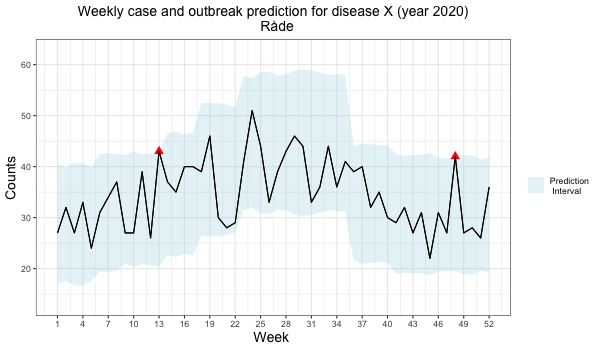 Weekly case and outbreak prediction for disease X (year 2020)
Råde
Counts
60
50
40
30
20
1 4 7 10 13 16 19 22 25 28 31 34 37 40 43 46 49 52
Week
Prediction
Interval